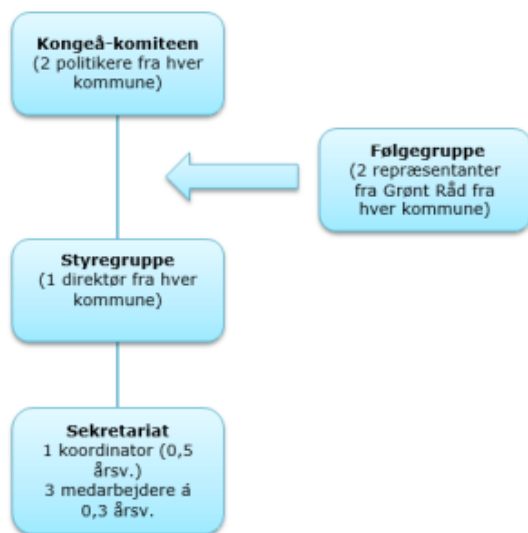 Kongeå-komiteen
(2 politikere fra hver
kommune)
Følgegruppe
(2 repræsentanter
fra Grønt Råd fra
hver kommune)
Styregruppe
(1 direktør fra hver
kommune)
Sekretariat
1 koordinator (0,5
årsv.)
3 medarbejdere á
0,3 årsv.